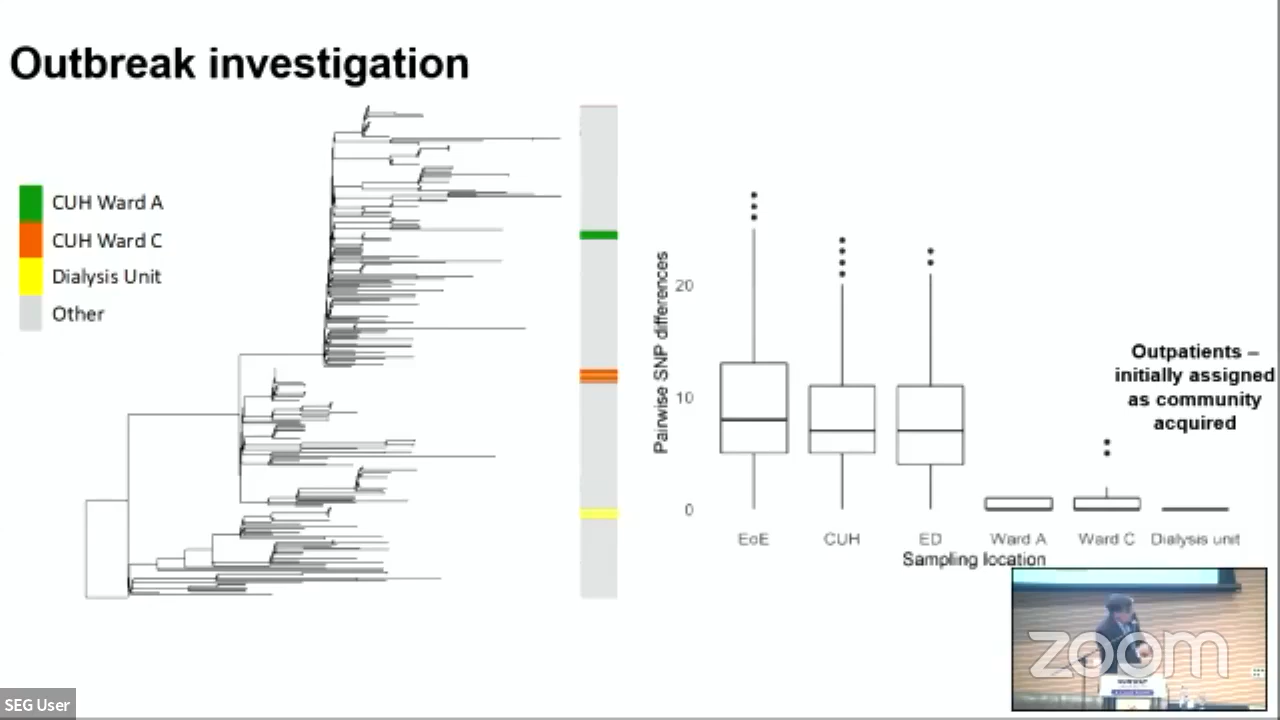 Outbreak investigation
CUH Ward A
CUH Ward C
Dialysis Unit
Other
Pairwise SNP differences
20
10
0
EoE
CUH
ED
Ward A
Ward C
Dialysis unit
Sampling location
Outpatients –
initially assigned
as community
acquired
zoom
SEG User